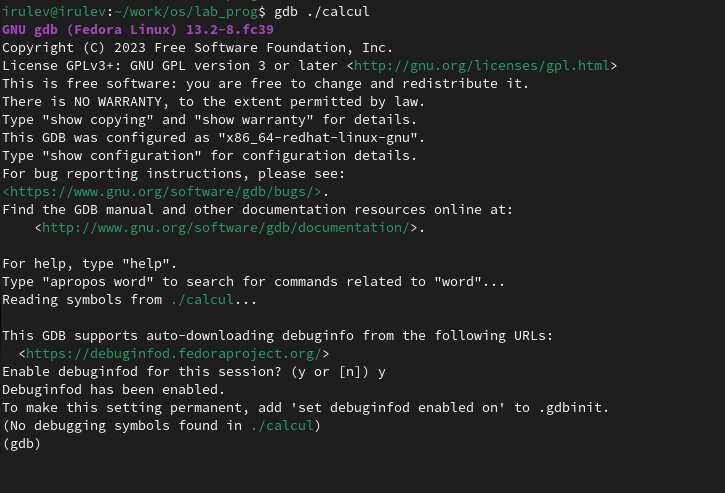 irulev@irulev:~/work/os/lab_prog$ gdb ./calcul
GNU gdb (Fedora Linux) 13.2-8.fc39
Copyright (C) 2023 Free Software Foundation, Inc.
License GPLv3+: GNU GPL version 3 or later <http://gnu.org/licenses/gpl.html>
This is free software: you are free to change and redistribute it.
There is NO WARRANTY, to the extent permitted by law.
Type "show copying" and "show warranty" for details.
This GDB was configured as "x86_64-redhat-linux-gnu".
Type "show configuration" for configuration details.
For bug reporting instructions, please see:
<https://www.gnu.org/software/gdb/bugs/>.
Find the GDB manual and other documentation resources online at:
    <http://www.gnu.org/software/gdb/documentation/>.

For help, type "help".
Type "apropos word" to search for commands related to "word"...
Reading symbols from ./calcul...

This GDB supports auto-downloading debuginfo from the following URLs:
  <https://debuginfod.fedoraproject.org/>
Enable debuginfod for this session? (y or [n]) y
Debuginfod has been enabled.
To make this setting permanent, add 'set debuginfod enabled on' to .gdbinit.
(No debugging symbols found in ./calcul)
(gdb)